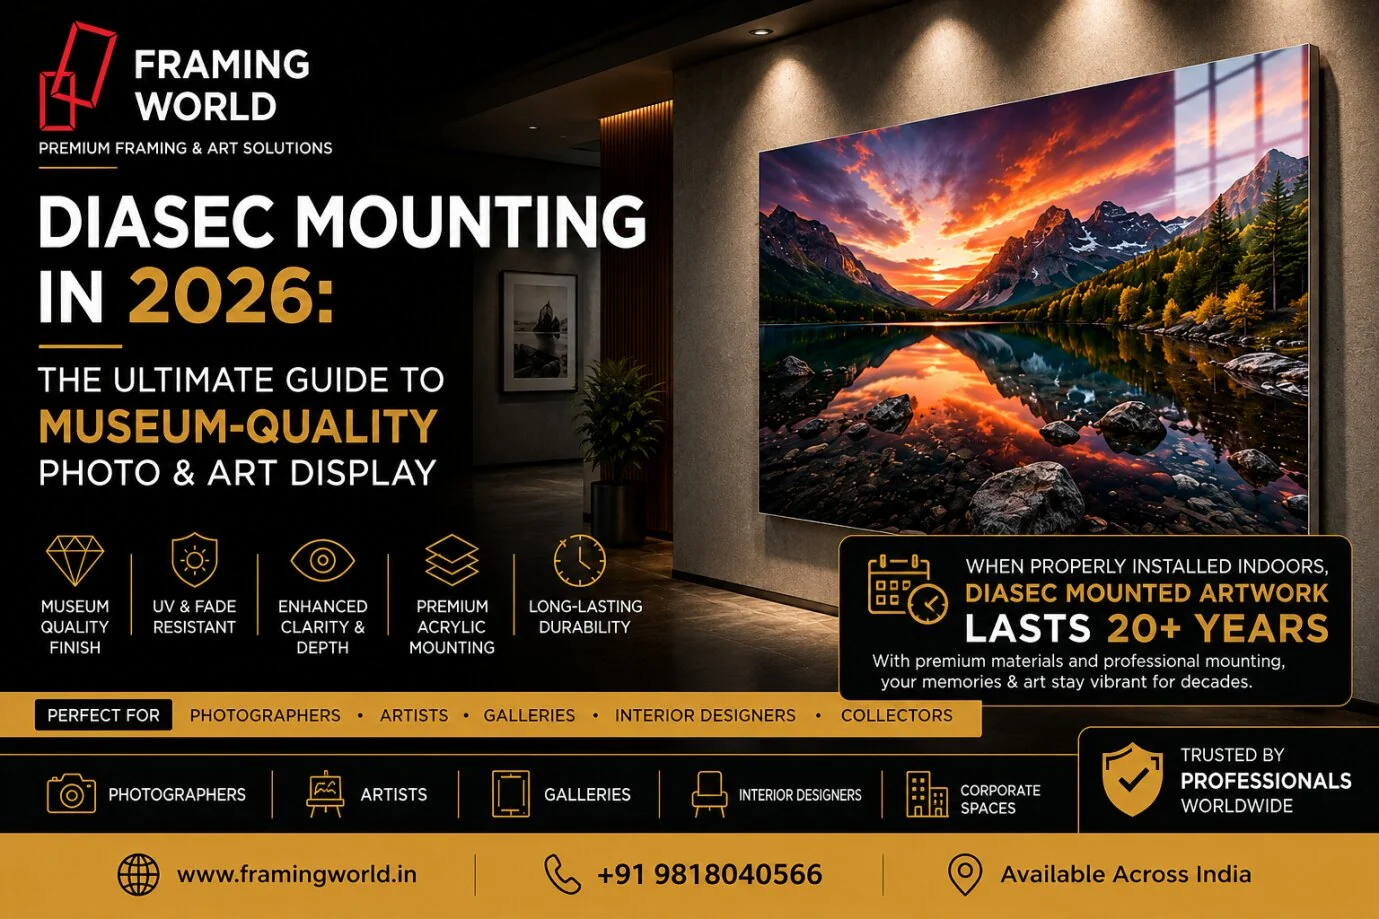 FRAMING
WORLD
PREMIUM FRAMING & ART SOLUTIONS
DIASEC MOUNTING
IN 2026:
THE ULTIMATE GUIDE TO
MUSEUM-QUALITY
PHOTO & ART DISPLAY
MUSEUM
QUALITY
FINISH
UV & FADE
RESISTANT
ENHANCED
CLARITY &
DEPTH
PREMIUM
ACRYLIC
MOUNTING
LONG-LASTING
DURABILITY
WHEN PROPERLY INSTALLED INDOORS,
DIASEC MOUNTED ARTWORK
LASTS 20+ YEARS
With premium materials and professional mounting,
your memories & art stay vibrant for decades.
PERFECT FOR PHOTOGRAPHERS • ARTISTS • GALLERIES • INTERIOR DESIGNERS • COLLECTORS
PHOTOGRAPHERS
ARTISTS
GALLERIES
INTERIOR DESIGNERS
CORPORATE
SPACES
TRUSTED BY
PROFESSIONALS
WORLDWIDE
www.framingworld.in
+91 9818040566
Available Across India